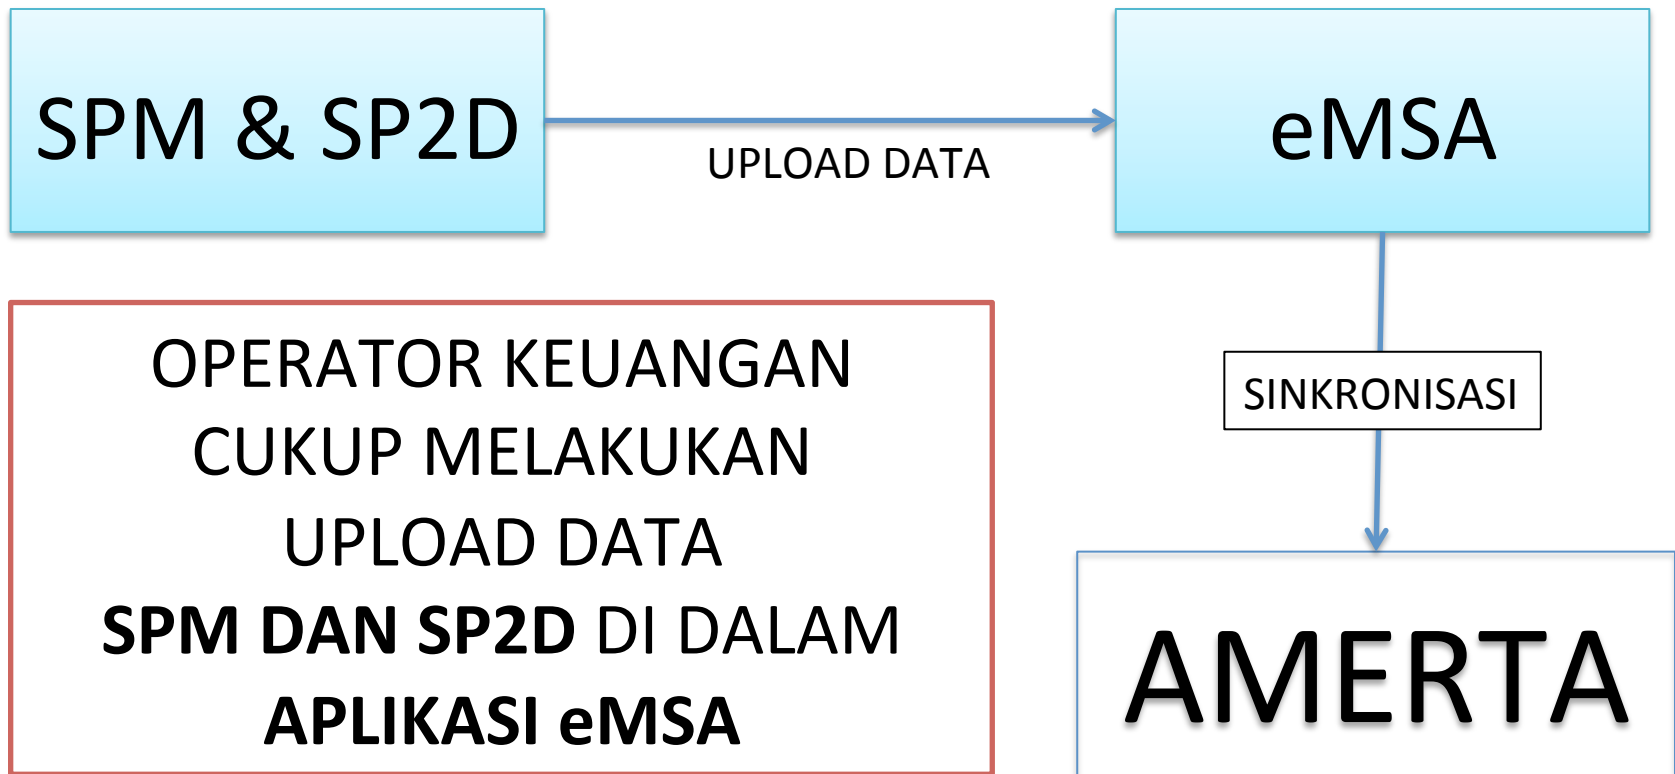 SPM & SP2D
UPLOAD DATA
eMSA
SINKRONISASI
AMERTA
OPERATOR KEUANGAN
CUKUP MELAKUKAN
UPLOAD DATA
SPM DAN SP2D DI DALAM
APLIKASI eMSA